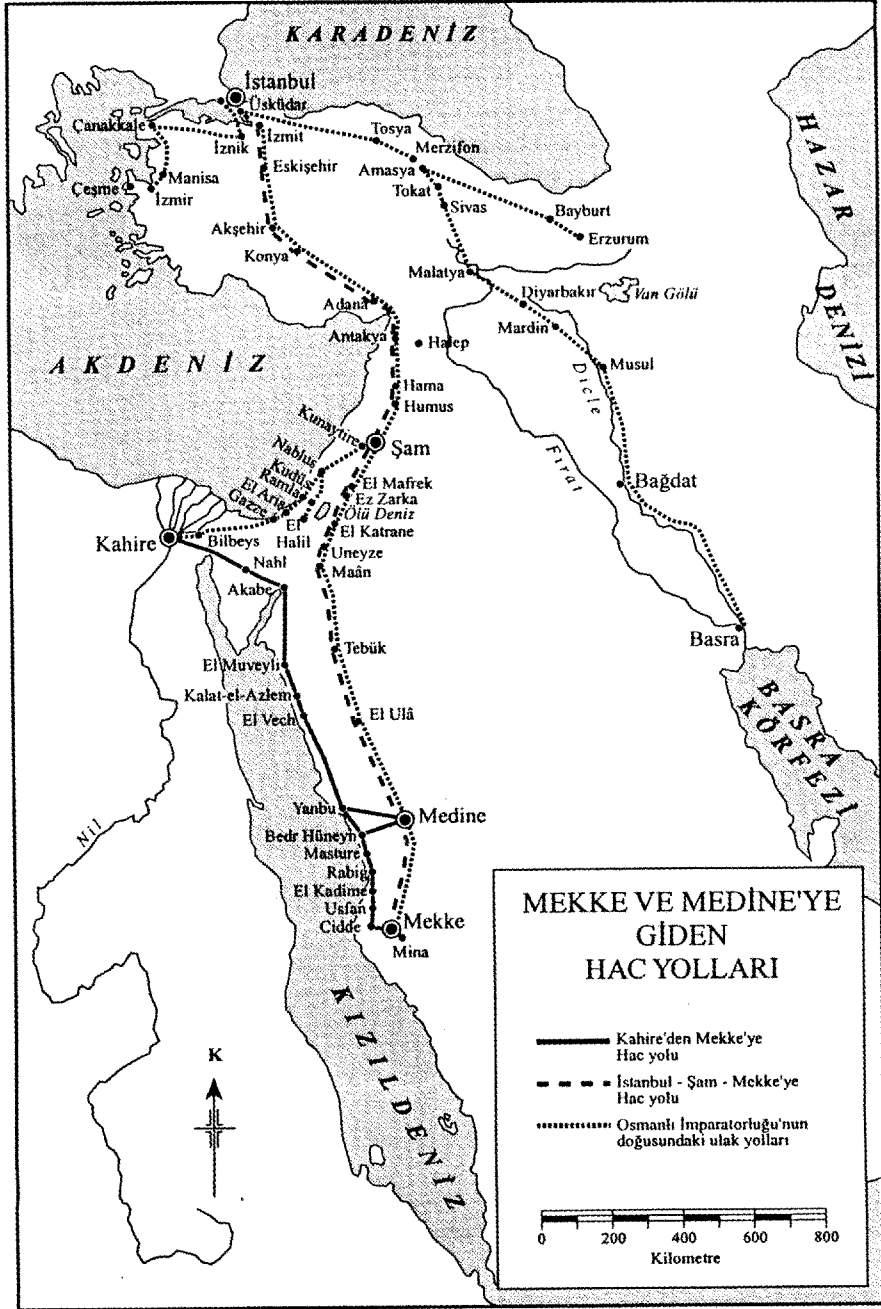 KARADENİZ
İstanbul
Üsküdar
Çanakkale
İznik
İzmit
Tosya
Merzifon
Eskişehir
Amasya
Manisa
Tokat
Çeşme
İzmir
Sivas
Bayburt
Akşehir
Erzurum
Konya
Malatya
Diyarbakır
Van Gölü
Adana
Mardin
Antakya
Halep
Musul
HAZAR
DENİZİ
AKDENİZ
Hama
Humus
Dicle
Fırat
Kunaytire
Şam
Nablus
Kudüs
Ramla
El Ariş
Gazze
El Mafrek
Ez Zarka
Ölü Deniz
El Katrane
El
Halil
Bağdat
Kahire
Bilbeys
Uneyze
Nahl
Maân
Akabe
Basra
Tebük
El Muveylì
Kalat-el-Azlem
El Vech
El Ulâ
BASRA
KÖRFEZİ
Yanbu
Medine
Nil
Bedr Hüneyn
Masture
Rabig
El Kadime
Usfan
Cidde
Mekke
Mina
KIZILDENİZ
K
MEKKE VE MEDİNE'YE
GİDEN
HAC YOLLARI
Kahire'den Mekke'ye
Hac yolu
İstanbul - Şam - Mekke'ye
Hac yolu
Osmanlı İmparatorluğu'nun
doğusundaki ulak yolları
0 200 400 600 800
Kilometre